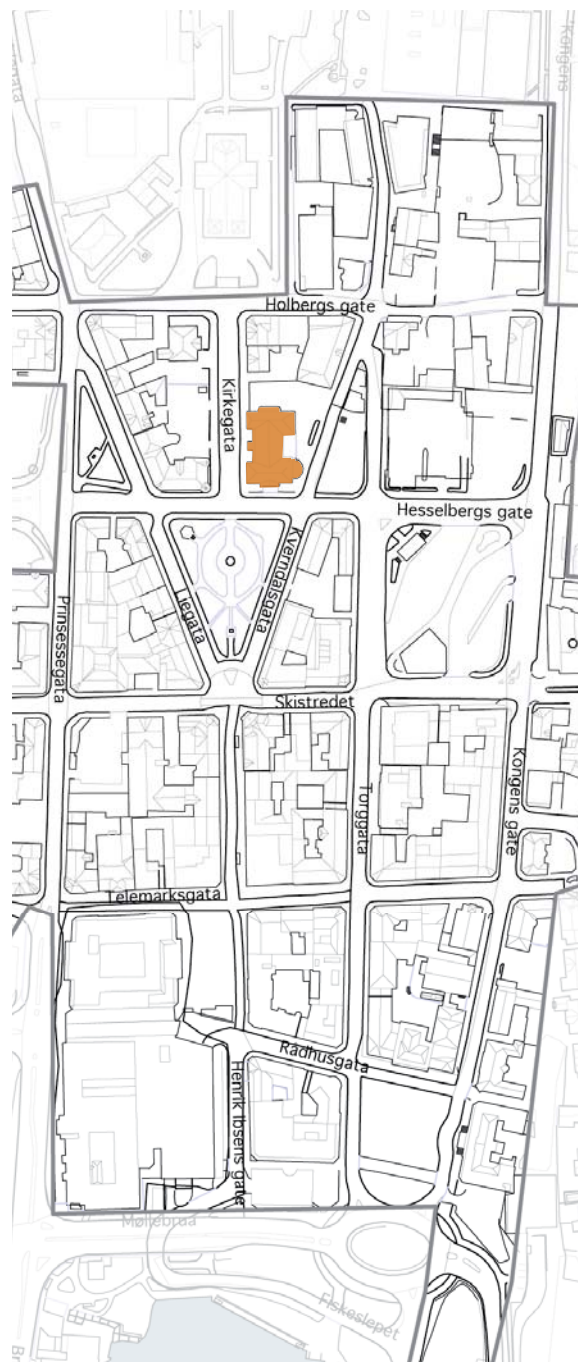 Kongens
Holbergs gate
Kirkegata
Hesselbergs gate
Kverndalsgata
Liegata
Prinsessegata
Skistredet
Torggata
Kongens gate
Telemarksgata
Rådhusgata
Henrik Ibsens gate
Møllebrua
Fiskeslepet